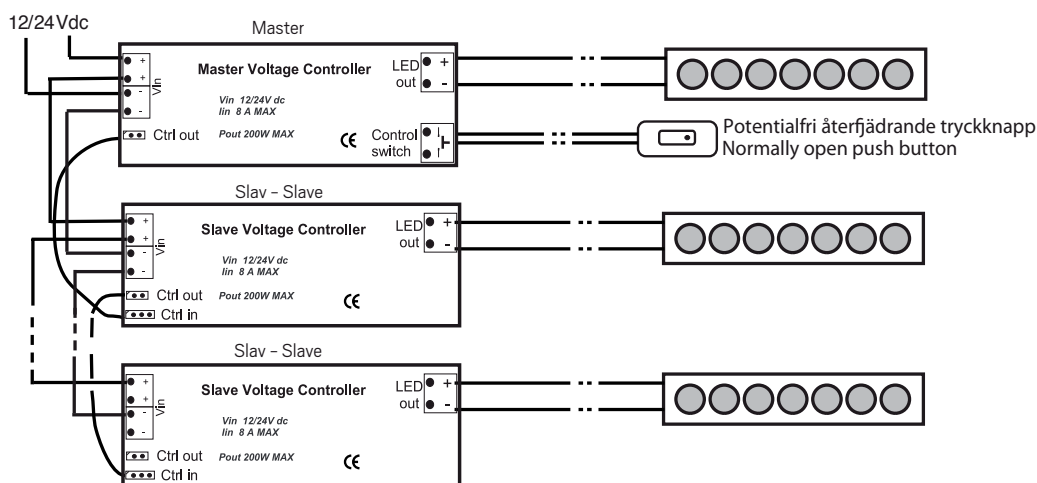 12/24Vdc
Master
Master Voltage Controller
Vin 12/24V dc
Iin 8 A MAX
Pout 200W MAX
+
+
-
-
Vin
Ctrl out
CE
LED + 
out -
Control
switch
Potentialfri återfjädrande tryckknapp
Normally open push button
Slav - Slave
Slave Voltage Controller
Vin 12/24V dc
Iin 8 A MAX
Pout 200W MAX
+
+
-
-
Vin
Ctrl out
Ctrl in
CE
LED +
out -
Slav - Slave
Slave Voltage Controller
Vin 12/24V dc
Iin 8 A MAX
Pout 200W MAX
+
+
-
-
Vin
Ctrl out
Ctrl in
CE
LED +
out -